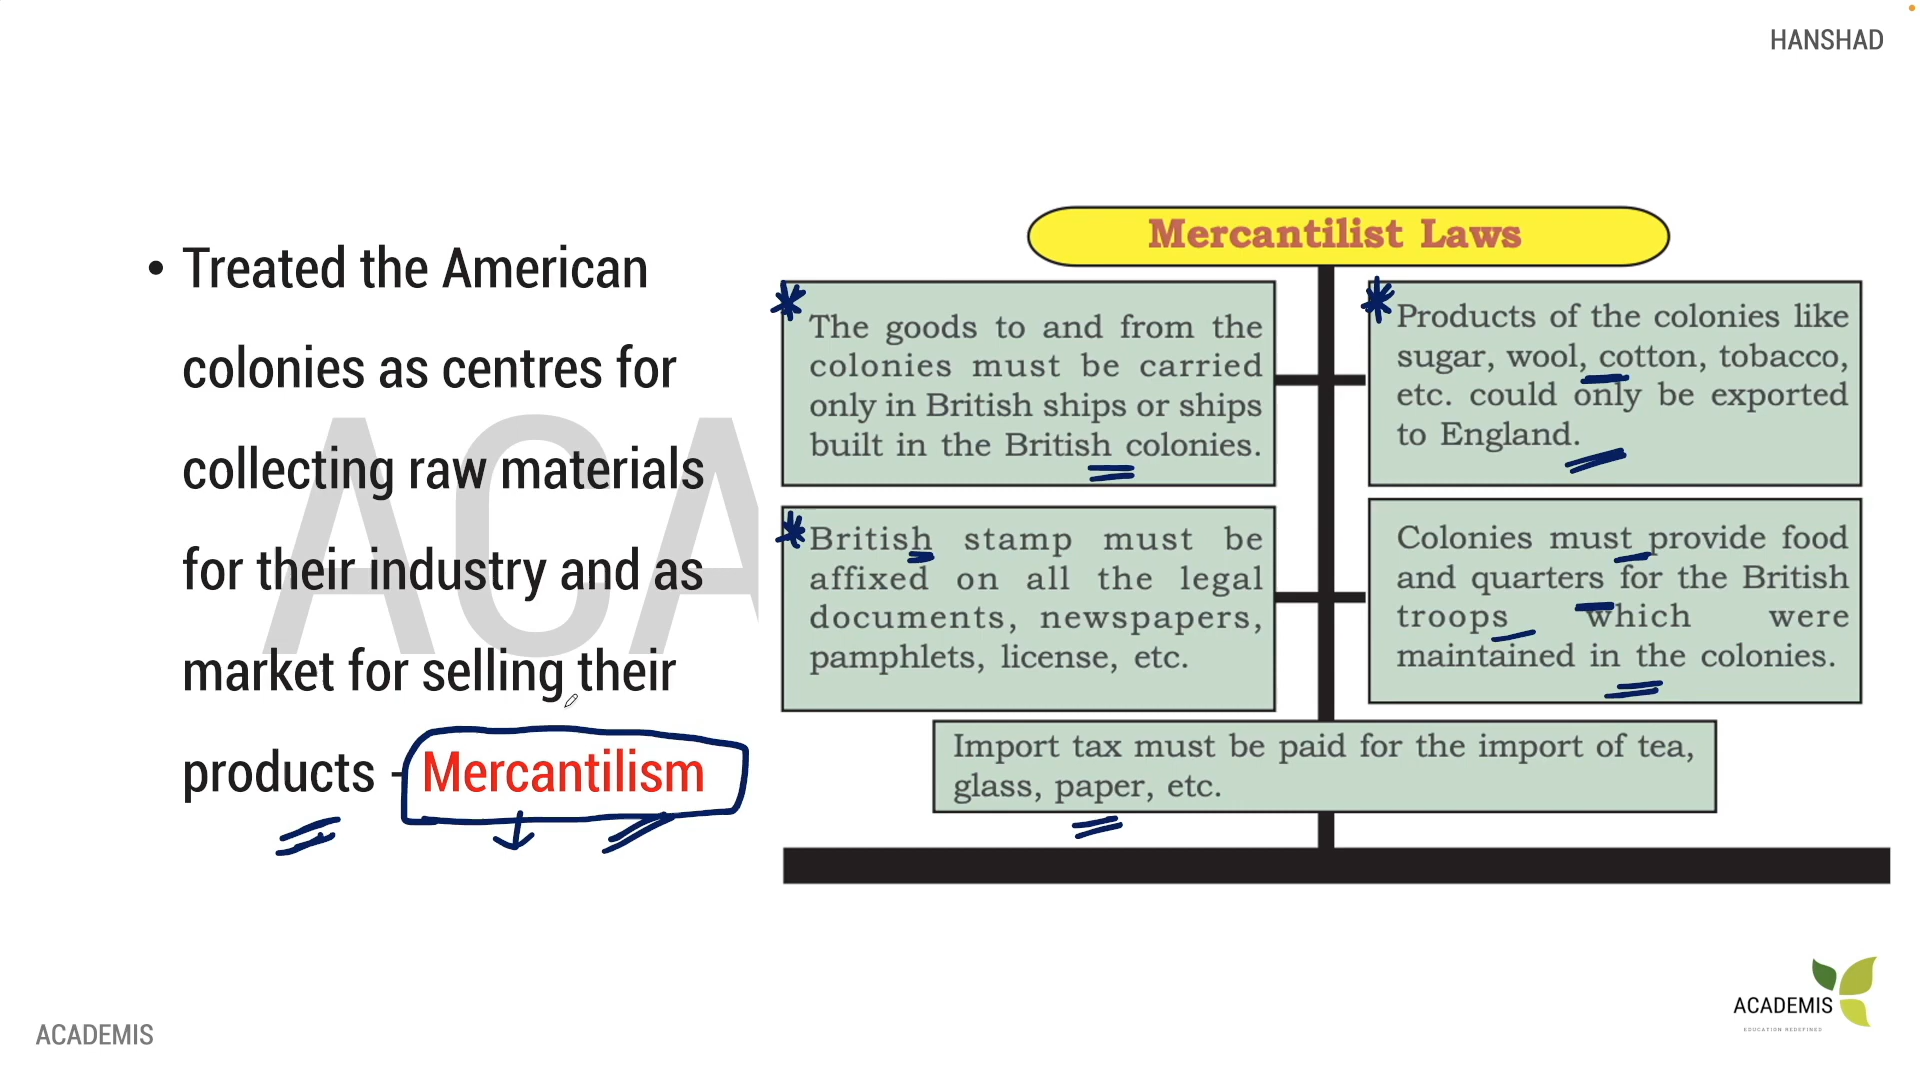 HANSHAD
• Treated the American
colonies as centres for
collecting raw materials
for their industry and as
market for selling their
products - Mercantilism
Mercantilist Laws
The goods to and from the
colonies must be carried
only in British ships or ships
built in the British colonies.
Products of the colonies like
sugar, wool, cotton, tobacco,
etc. could only be exported
to England.
British stamp must be
affixed on all the legal
documents, newspapers,
pamphlets, license, etc.
Colonies must provide food
and quarters for the British
troops which were
maintained in the colonies.
Import tax must be paid for the import of tea,
glass, paper, etc.
ACA
ACADEMIS
EDUCATION REDEFINED
ACADEMIS